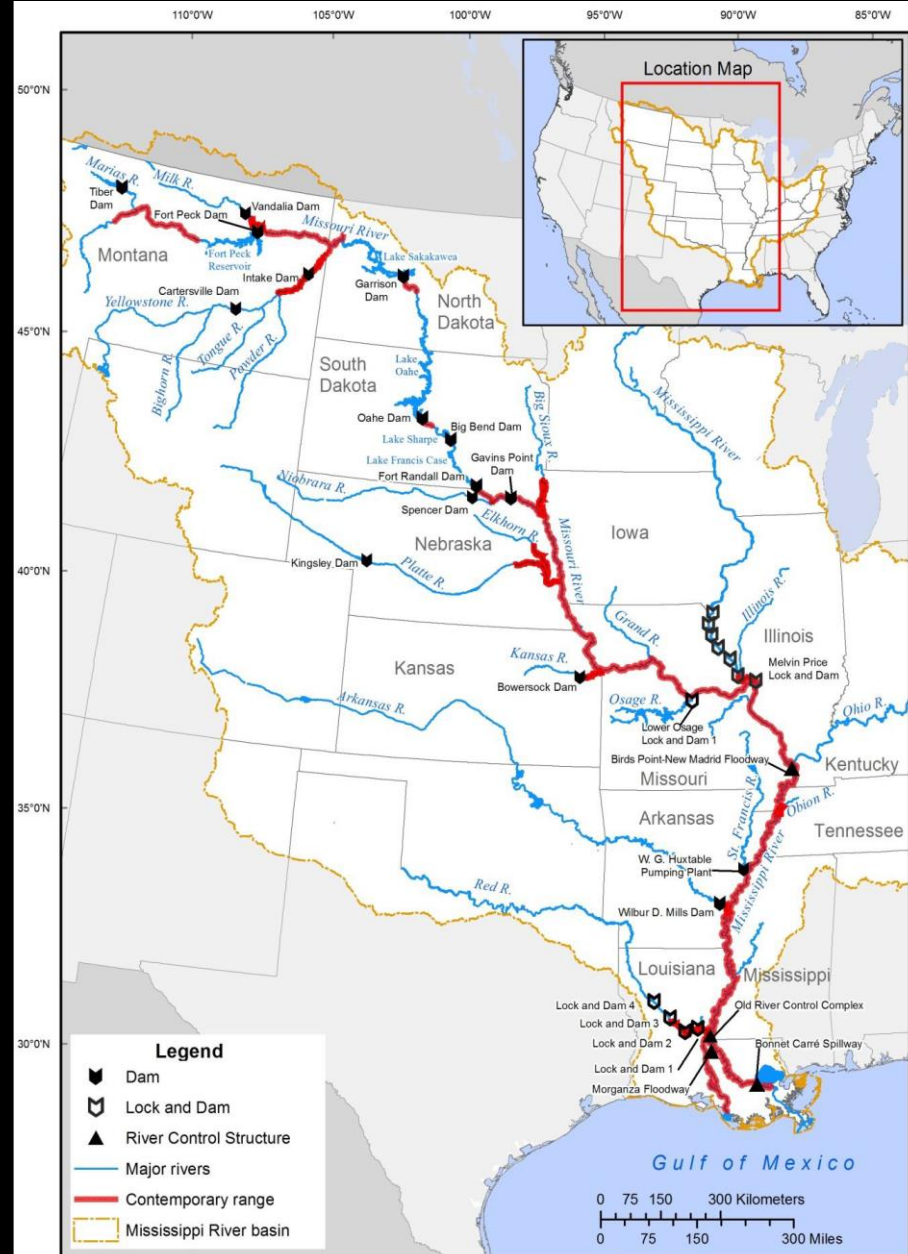 110°0'W
105°0'W
100°0'W
95°0'W
90°0'W
85°0'W
50°0'N
Location Map
Marias R.
Milk R.
Tiber
Dam
Vandalia Dam
Fort Peck Dam
Missouri River
Montana
Fort Peck
Reservoir
Lake Sakakawea
Intake Dam
Garrison
Dam
North
Dakota
Cartersville Dam
Yellowstone R.
45°0'N
Bighorn R.
Tongue R.
Powder R.
South
Dakota
Lake
Oahe
Mississippi River
Oahe Dam
Big Bend Dam
Big Sioux R.
Lake Sharpe
Gavins Point
Dam
Lake Francis Case
Fort Randall Dam
Niobrara R.
Spencer Dam
Elkhorn R.
Missouri River
Iowa
Nebraska
40°0'N
Kingsley Dam
Platte R.
Illinois R.
Grand R.
Illinois
Kansas
Kansas R.
Melvin Price
Lock and Dam
Bowersock Dam
Arkansas R.
Osage R.
Ohio R.
Lower Osage
Lock and Dam 1
Birds Point-New Madrid Floodway
Kentucky
Missouri
35°0'N
St. Francis R.
Obion R.
Arkansas
Tennessee
W. G. Huxtable
Pumping Plant
Mississippi River
Red R.
Wilbur D. Mills Dam
Louisiana
Mississippi
Lock and Dam 4
Old River Control Complex
Lock and Dam 3
30°0'N
Lock and Dam 2
Bonnet Carré Spillway
Lock and Dam 1
Morganza Floodway
Legend
Dam
Lock and Dam
River Control Structure
Major rivers
Contemporary range
Mississippi River basin
Gulf of Mexico
0 75 150 300 Kilometers
0 75 150 300 Miles